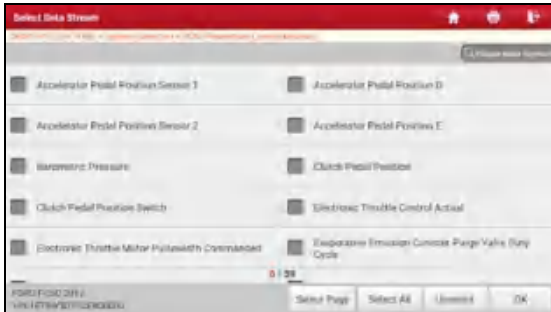 Select Data Stream
Accelerator Pedal Position Sensor 1
Accelerator Pedal Position D
Accelerator Pedal Position Sensor 2
Accelerator Pedal Position E
Barometric Pressure
Clutch Pedal Position
Clutch Pedal Position Switch
Electronic Throttle Control Actual
Electronic Throttle Motor Pulsewidth Commanded
Evaporative Emission Canister Purge Valve Duty
Cycle
Select Page
Select All
Unselect
OK